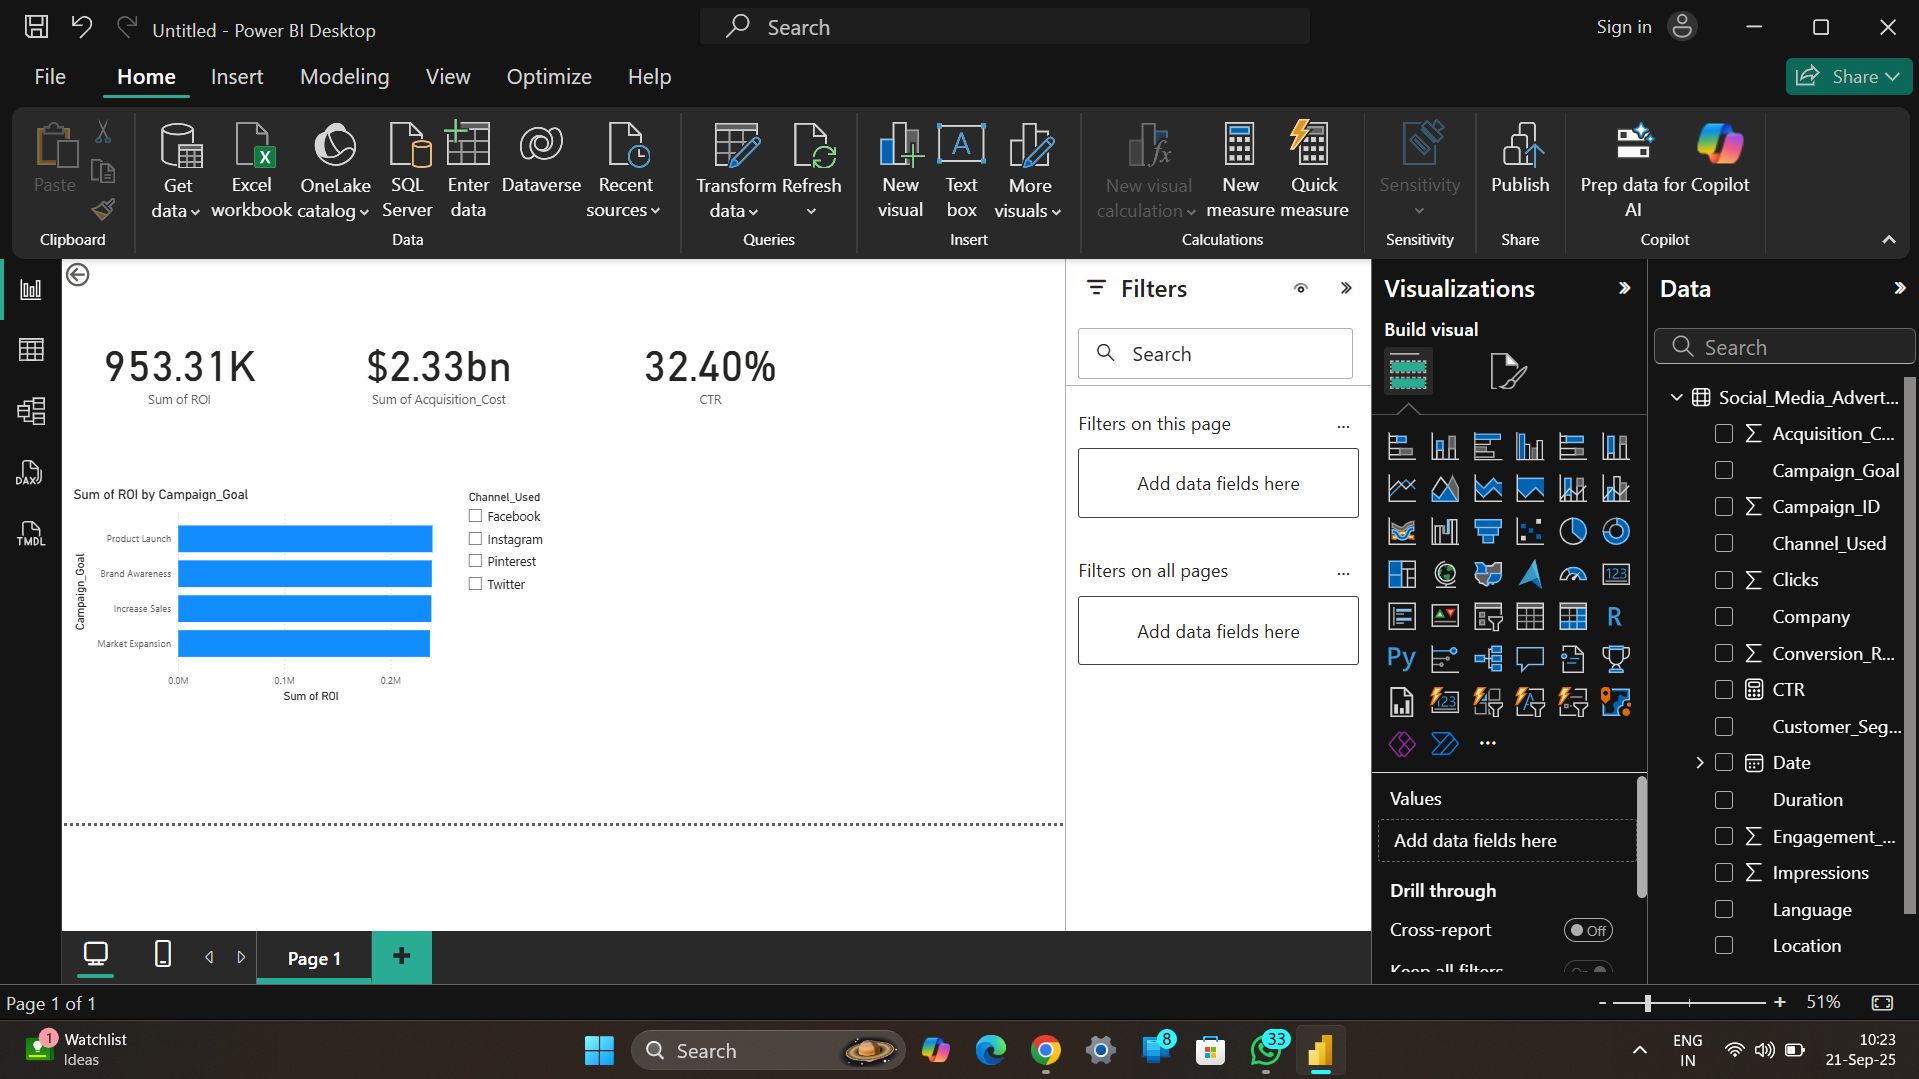 Untitled - Power BI Desktop
Search
Sign in
File
Home
Insert
Modeling
View
Optimize
Help
Share
Paste
Get data
Excel workbook
OneLake catalog
SQL Server
Enter data
Dataverse
Recent sources
Transform data
Refresh
New visual
Text box
More visuals
New visual calculation
New measure
Quick measure
Sensitivity
Publish
Prep data for AI
Copilot
Clipboard
Data
Queries
Insert
Calculations
Sensitivity
Share
Copilot
953.31K
Sum of ROI
$2.33bn
Sum of Acquisition_Cost
32.40%
CTR
Sum of ROI by Campaign_Goal
Campaign_Goal
Product Launch
Brand Awareness
Increase Sales
Market Expansion
0.0M
0.1M
0.2M
Sum of ROI
Channel_Used
Facebook
Instagram
Pinterest
Twitter
DAX
TMDL
Filters
Search
Filters on this page
...
Add data fields here
Filters on all pages
...
Add data fields here
Visualizations
Build visual
123
R
Py
123
...
Values
Add data fields here
Drill through
Cross-report
Off
Keep all filters
On
Data
Search
Social_Media_Advert...
Acquisition_C...
Campaign_Goal
Campaign_ID
Channel_Used
Clicks
Company
Conversion_R...
CTR
Customer_Seg...
Date
Duration
Engagement_...
Impressions
Language
Location
Page 1
+
Page 1 of 1
-
+
51%
1
Watchlist
Ideas
Search
8
33
ENG
IN
10:23
21-Sep-25